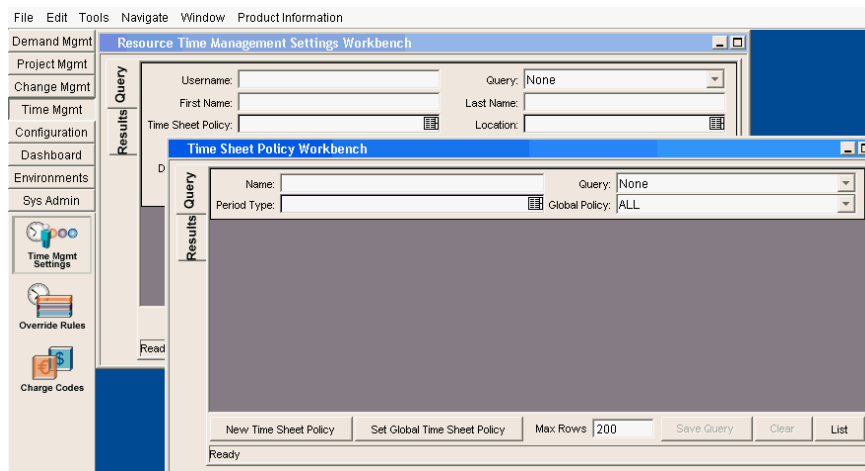 File Edit Tools Navigate Window Product Information
Demand Mgmt
Project Mgmt
Change Mgmt
Time Mgmt
Configuration
Dashboard
Environments
Sys Admin
Time Mgmt
Settings
Override Rules
Charge Codes
Resource Time Management Settings Workbench
Query
Results
Username: Query: None
First Name: Last Name:
Time Sheet Policy: Location:
D
Read
Time Sheet Policy Workbench
Query
Results
Name: Query: None
Period Type: Global Policy: ALL
New Time Sheet Policy Set Global Time Sheet Policy Max Rows 200 Save Query Clear List
Ready